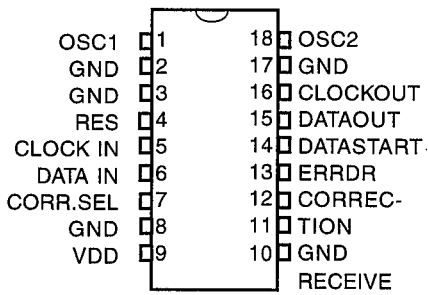 OSC1 1 18 OSC2
GND 2 17 GND
GND 3 16 CLOCKOUT
RES 4 15 DATAOUT
CLOCK IN 5 14 DATASTART-
DATA IN 6 13 ERRDR
CORR.SEL 7 12 CORREC-
GND 8 11 TION
VDD 9 10 GND
RECEIVE